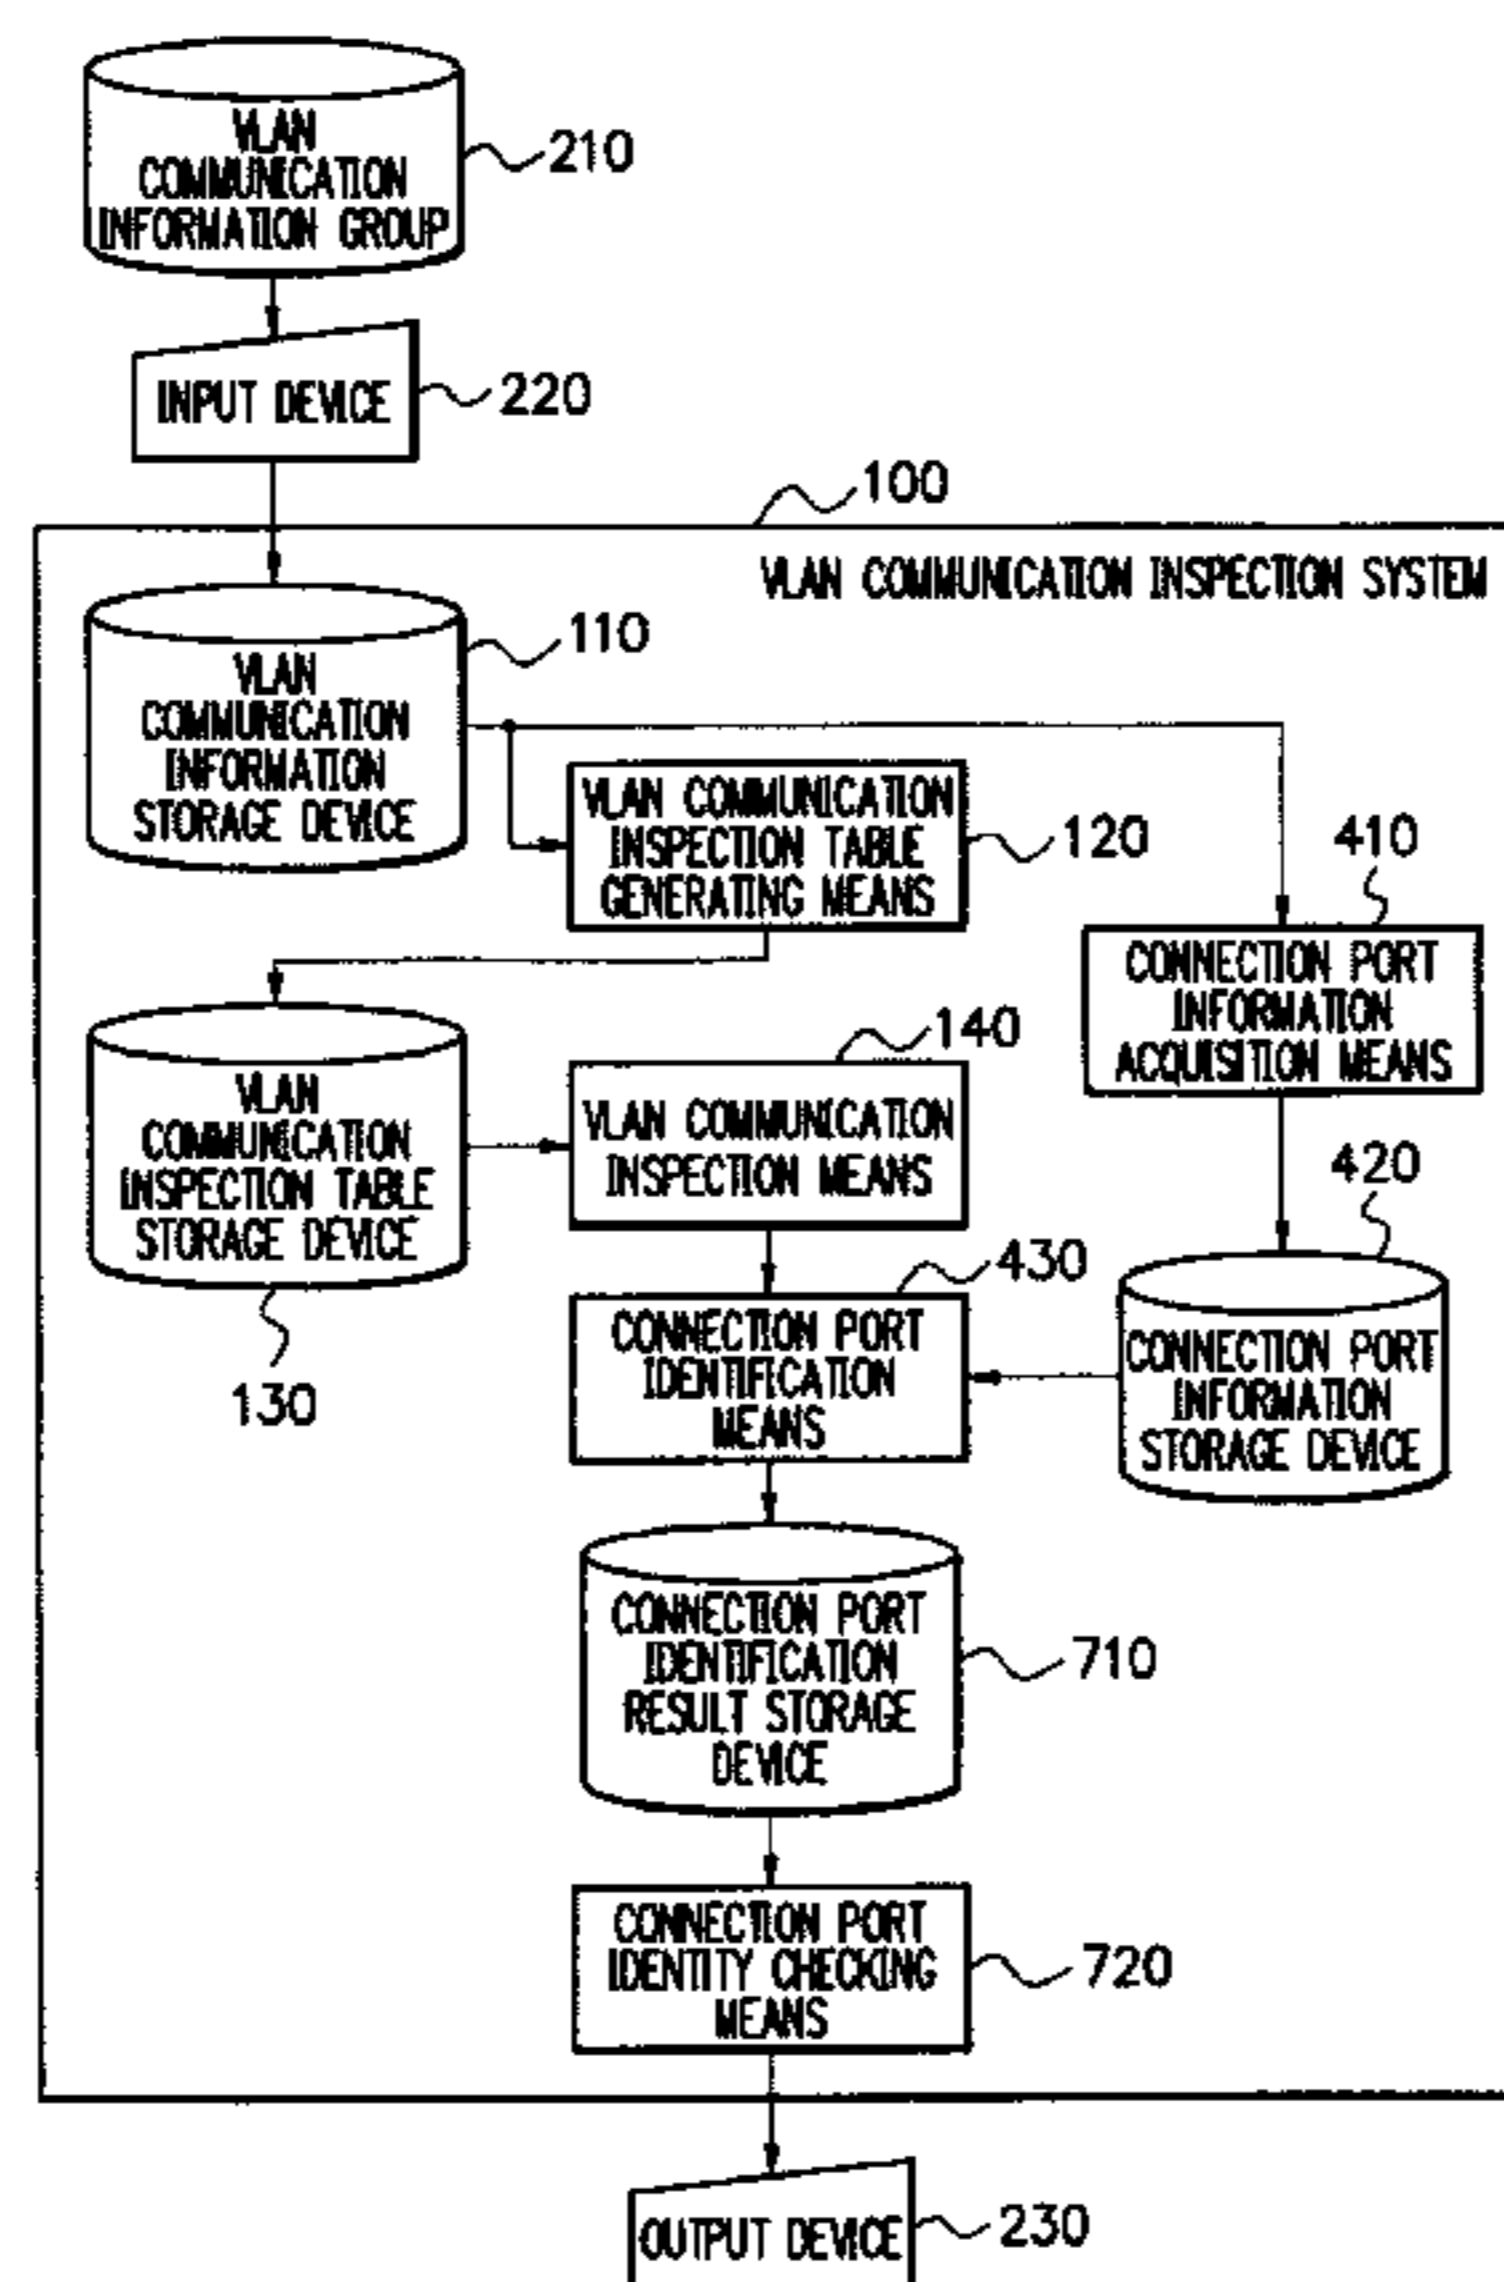 VLAN
COMMUNICATION
INFORMATION GROUP
210
INPUT DEVICE
220
100
VLAN COMMUNICATION INSPECTION SYSTEM
VLAN
COMMUNICATION
INFORMATION
STORAGE DEVICE
110
VLAN COMMUNICATION
INSPECTION TABLE
GENERATING MEANS
120
410
CONNECTION PORT
INFORMATION
ACQUISITION MEANS
VLAN
COMMUNICATION
INSPECTION TABLE
STORAGE DEVICE
130
140
VLAN COMMUNICATION
INSPECTION MEANS
420
CONNECTION PORT
INFORMATION
STORAGE DEVICE
430
CONNECTION PORT
IDENTIFICATION
MEANS
CONNECTION PORT
IDENTIFICATION
RESULT STORAGE
DEVICE
710
CONNECTION PORT
IDENTITY CHECKING
MEANS
720
OUTPUT DEVICE
230